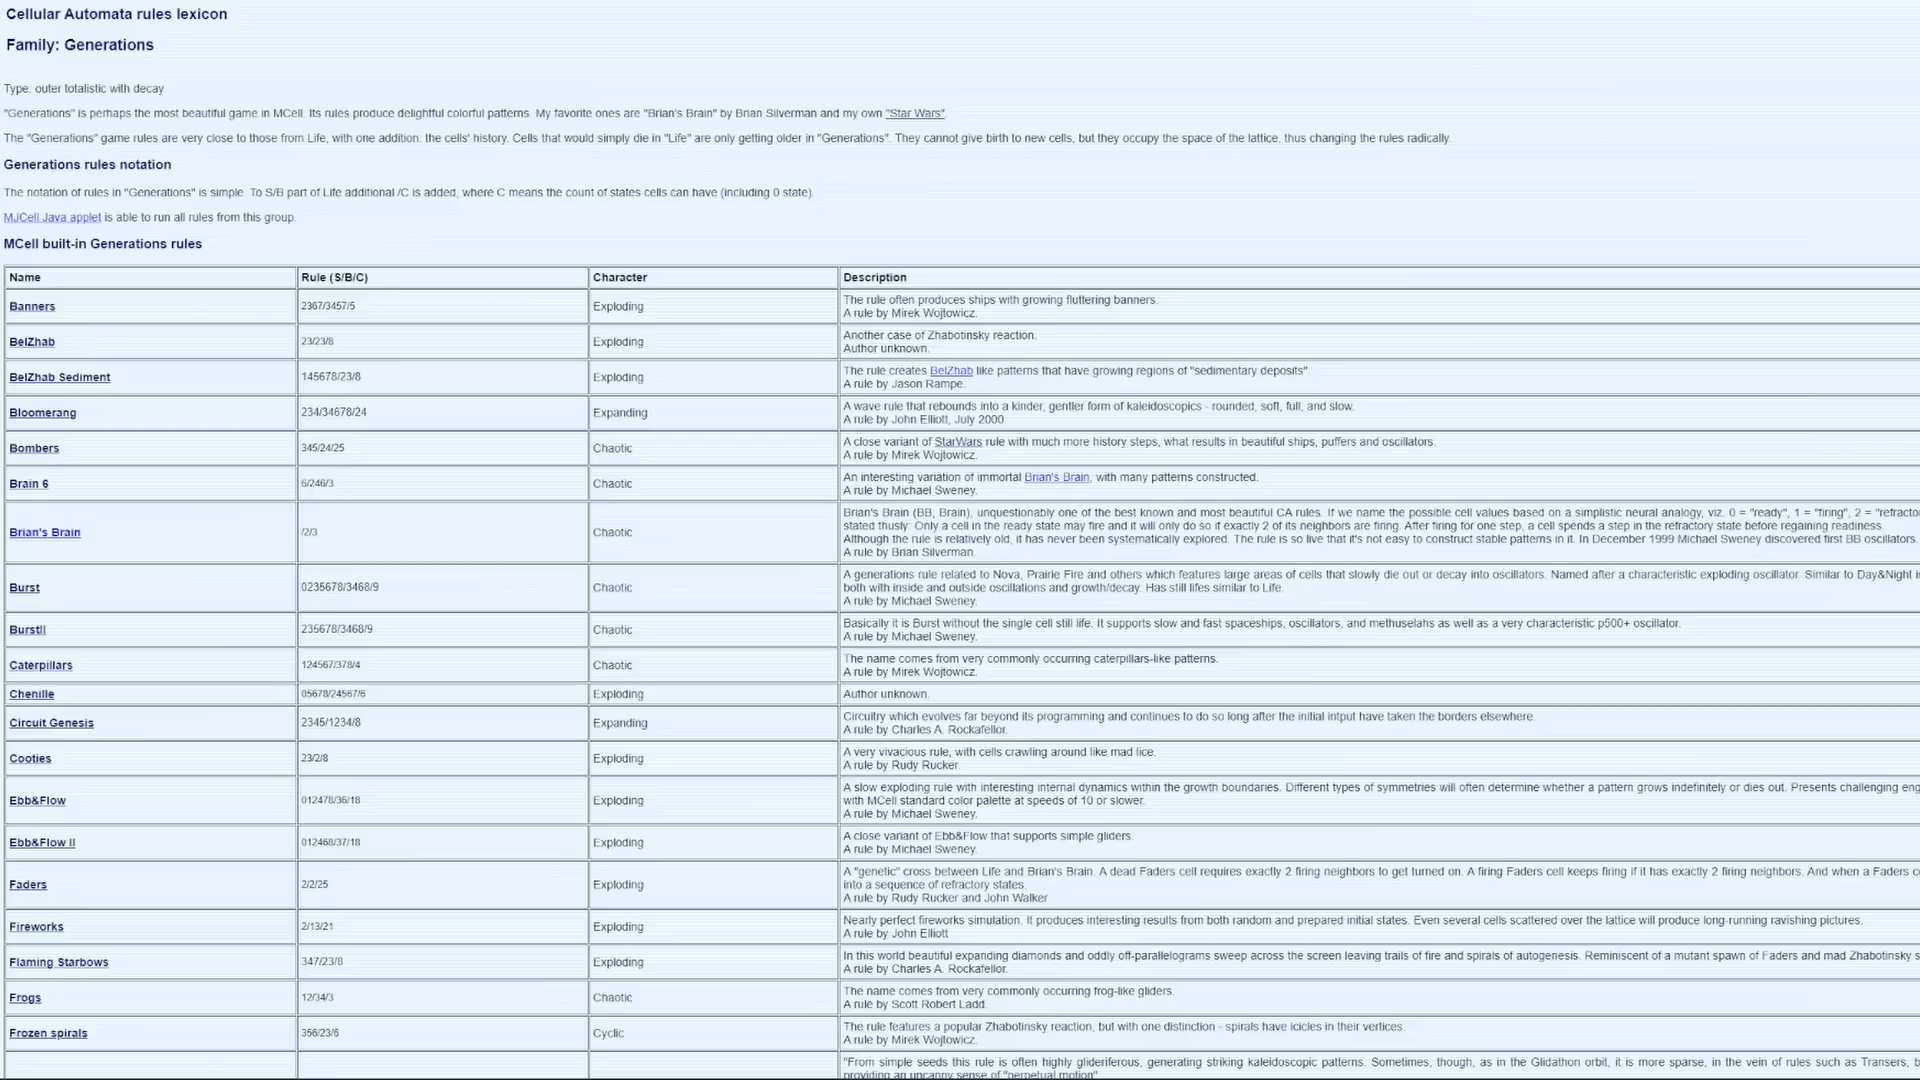 Cellular Automata rules lexicon
Family: Generations
Type: outer totalistic with decay
"Generations" is perhaps the most beautiful game in MCell. Its rules produce delightful colorful patterns. My favorite ones are "Brian's Brain" by Brian Silverman and my own "Star Wars"
The "Generations" game rules are very close to those from Life, with one addition: the cells' history. Cells that would simply die in "Life" are only getting older in "Generations". They cannot give birth to new cells, but they occupy the space of the lattice, thus changing the rules radically.
Generations rules notation
The notation of rules in "Generations" is simple. To S/B part of Life additional /C is added, where C means the count of states cells can have (including 0 state).
MJCell Java applet is able to run all rules from this group.
MCell built-in Generations rules
Name Rule (S/B/C) Character Description
Banners 2367/3457/5 Exploding The rule often produces ships with growing fluttering banners.
A rule by Mirek Wojtowicz.
BelZhab 23/23/8 Exploding Another case of Zhabotinsky reaction.
Author unknown.
BelZhab Sediment 145678/23/8 Exploding The rule creates BelZhab like patterns that have growing regions of "sedimentary deposits"
A rule by Jason Rampe.
Bloomerang 234/34678/24 Expanding A wave rule that rebounds into a kinder, gentler form of kaleidoscopics - rounded, soft, full, and slow.
A rule by John Elliott, July 2000
Bombers 345/24/25 Chaotic A close variant of StarWars rule with much more history steps, what results in beautiful ships, puffers and oscillators.
A rule by Mirek Wojtowicz.
Brain 6 6/246/3 Chaotic An interesting variation of immortal Brian's Brain, with many patterns constructed.
A rule by Michael Sweney.
Brian's Brain /2/3 Chaotic Brian's Brain (BB, Brain), unquestionably one of the best known and most beautiful CA rules. If we name the possible cell values based on a simplistic neural analogy, viz. 0 = "ready", 1 = "firing", 2 = "refracto
stated thusly: Only a cell in the ready state may fire and it will only do so if exactly 2 of its neighbors are firing. After firing for one step, a cell spends a step in the refractory state before regaining readiness.
Although the rule is relatively old, it has never been systematically explored. The rule is so live that it's not easy to construct stable patterns in it. In December 1999 Michael Sweney discovered first BB oscillators.
A rule by Brian Silverman.
Burst 0235678/3468/9 Chaotic A generations rule related to Nova, Prairie Fire and others which features large areas of cells that slowly die out or decay into oscillators. Named after a characteristic exploding oscillator. Similar to Day&Night i
both with inside and outside oscillations and growth/decay. Has still lifes similar to Life.
A rule by Michael Sweney.
BurstII 235678/3468/9 Chaotic Basically it is Burst without the single cell still life. It supports slow and fast spaceships, oscillators, and methuselahs as well as a very characteristic p500+ oscillator.
A rule by Michael Sweney.
Caterpillars 124567/378/4 Chaotic The name comes from very commonly occurring caterpillars-like patterns.
A rule by Mirek Wojtowicz.
Chenille 05678/24567/6 Exploding Author unknown.
Circuit Genesis 2345/1234/8 Expanding Circuitry which evolves far beyond its programming and continues to do so long after the initial intput have taken the borders elsewhere.
A rule by Charles A. Rockafellor.
Cooties 23/2/8 Exploding A very vivacious rule, with cells crawling around like mad lice.
A rule by Rudy Rucker.
Ebb&Flow 012478/36/18 Exploding A slow exploding rule with interesting internal dynamics within the growth boundaries. Different types of symmetries will often determine whether a pattern grows indefinitely or dies out. Presents challenging eng
with MCell standard color palette at speeds of 10 or slower.
A rule by Michael Sweney.
Ebb&Flow II 012468/37/18 Exploding A close variant of Ebb&Flow that supports simple gliders.
A rule by Michael Sweney.
Faders 2/2/25 Exploding A "genetic" cross between Life and Brian's Brain. A dead Faders cell requires exactly 2 firing neighbors to get turned on. A firing Faders cell keeps firing if it has exactly 2 firing neighbors. And when a Faders c
into a sequence of refractory states.
A rule by Rudy Rucker and John Walker
Fireworks 2/13/21 Exploding Nearly perfect fireworks simulation. It produces interesting results from both random and prepared initial states. Even several cells scattered over the lattice will produce long-running ravishing pictures.
A rule by John Elliott
Flaming Starbows 347/23/8 Exploding In this world beautiful expanding diamonds and oddly off-parallelograms sweep across the screen leaving trails of fire and spirals of autogenesis. Reminiscent of a mutant spawn of Faders and mad Zhabotinsky s
A rule by Charles A. Rockafellor.
Frogs 12/34/3 Chaotic The name comes from very commonly occurring frog-like gliders.
A rule by Scott Robert Ladd.
Frozen spirals 356/23/6 Cyclic The rule features a popular Zhabotinsky reaction, but with one distinction - spirals have icicles in their vertices.
A rule by Mirek Wojtowicz.
"From simple seeds this rule is often highly glideriferous, generating striking kaleidoscopic patterns. Sometimes, though, as in the Glidathon orbit, it is more sparse, in the vein of rules such as Transers, b
providing an uncanny sense of "perpetual motion"